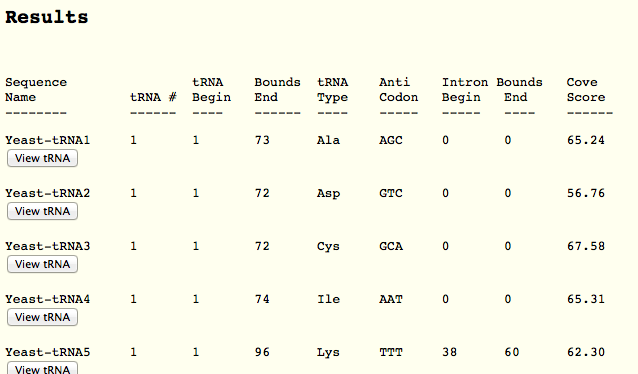 Results
Sequence tRNA Bounds tRNA Anti Intron Bounds Cove
Name tRNA # Begin End Type Codon Begin End Score
-------- ------ ---- ------ ---- ----- ----- ---- ------
Yeast-tRNA1 1 1 73 Ala AGC 0 0 65.24
View tRNA
Yeast-tRNA2 1 1 72 Asp GTC 0 0 56.76
View tRNA
Yeast-tRNA3 1 1 72 Cys GCA 0 0 67.58
View tRNA
Yeast-tRNA4 1 1 74 Ile AAT 0 0 65.31
View tRNA
Yeast-tRNA5 1 1 96 Lys TTT 38 60 62.30
View tRNA